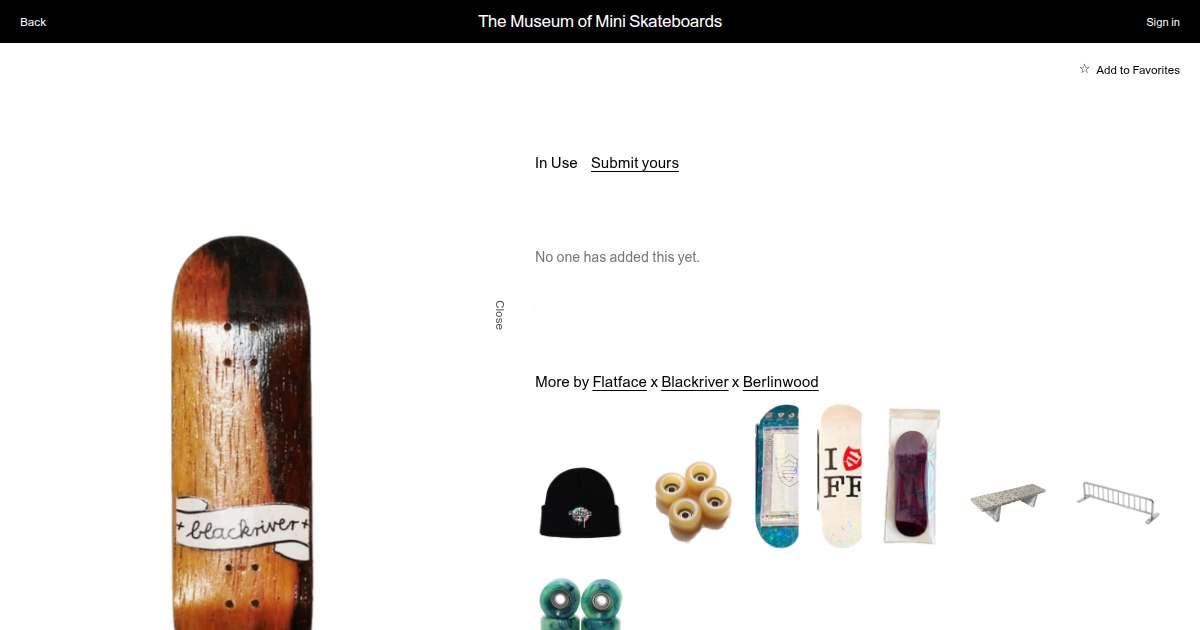 Back
The Museum of Mini Skateboards
Sign in
☆ Add to Favorites
In Use Submit yours
No one has added this yet.
Close
blackriver
More by Flatface x Blackriver x Berlinwood
I
FF